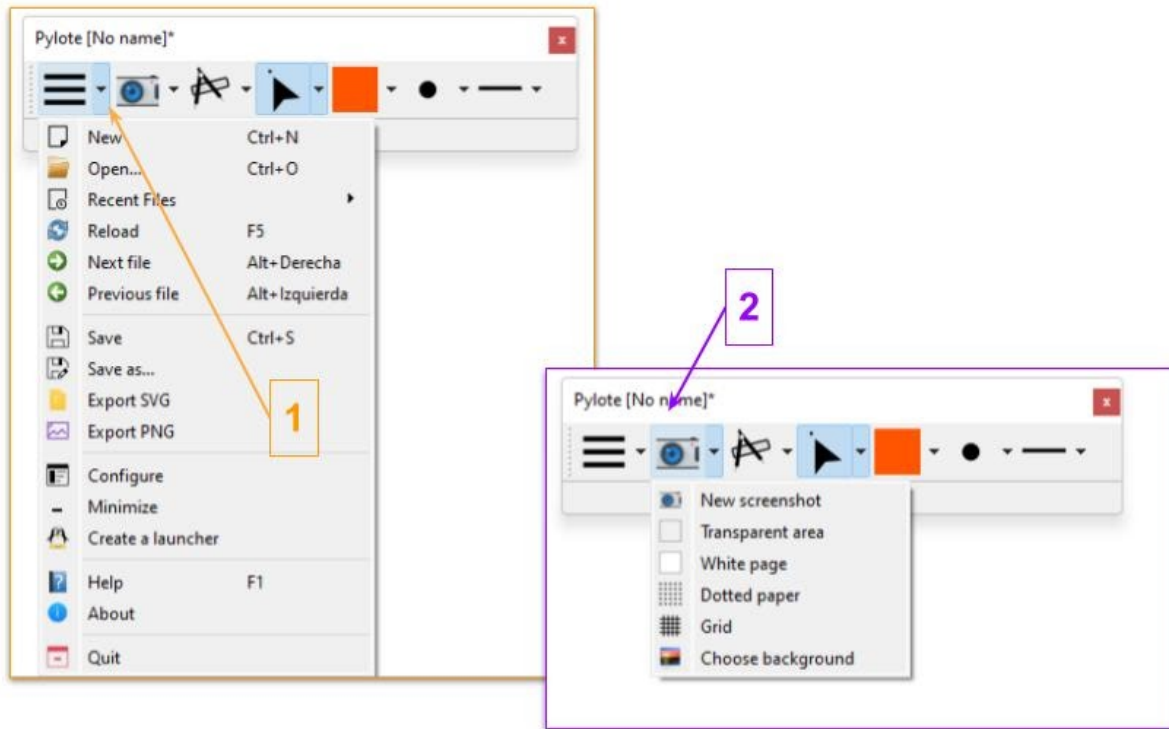 Pylote [No name]*
x
New Ctrl+N
Open... Ctrl+O
Recent Files
Reload F5
Next file Alt+Derecha
Previous file Alt+Izquierda
Save Ctrl+S
Save as...
Export SVG
Export PNG
Configure
Minimize
Create a launcher
Help F1
About
Quit
1
2
Pylote [No name]*
x
New screenshot
Transparent area
White page
Dotted paper
Grid
Choose background